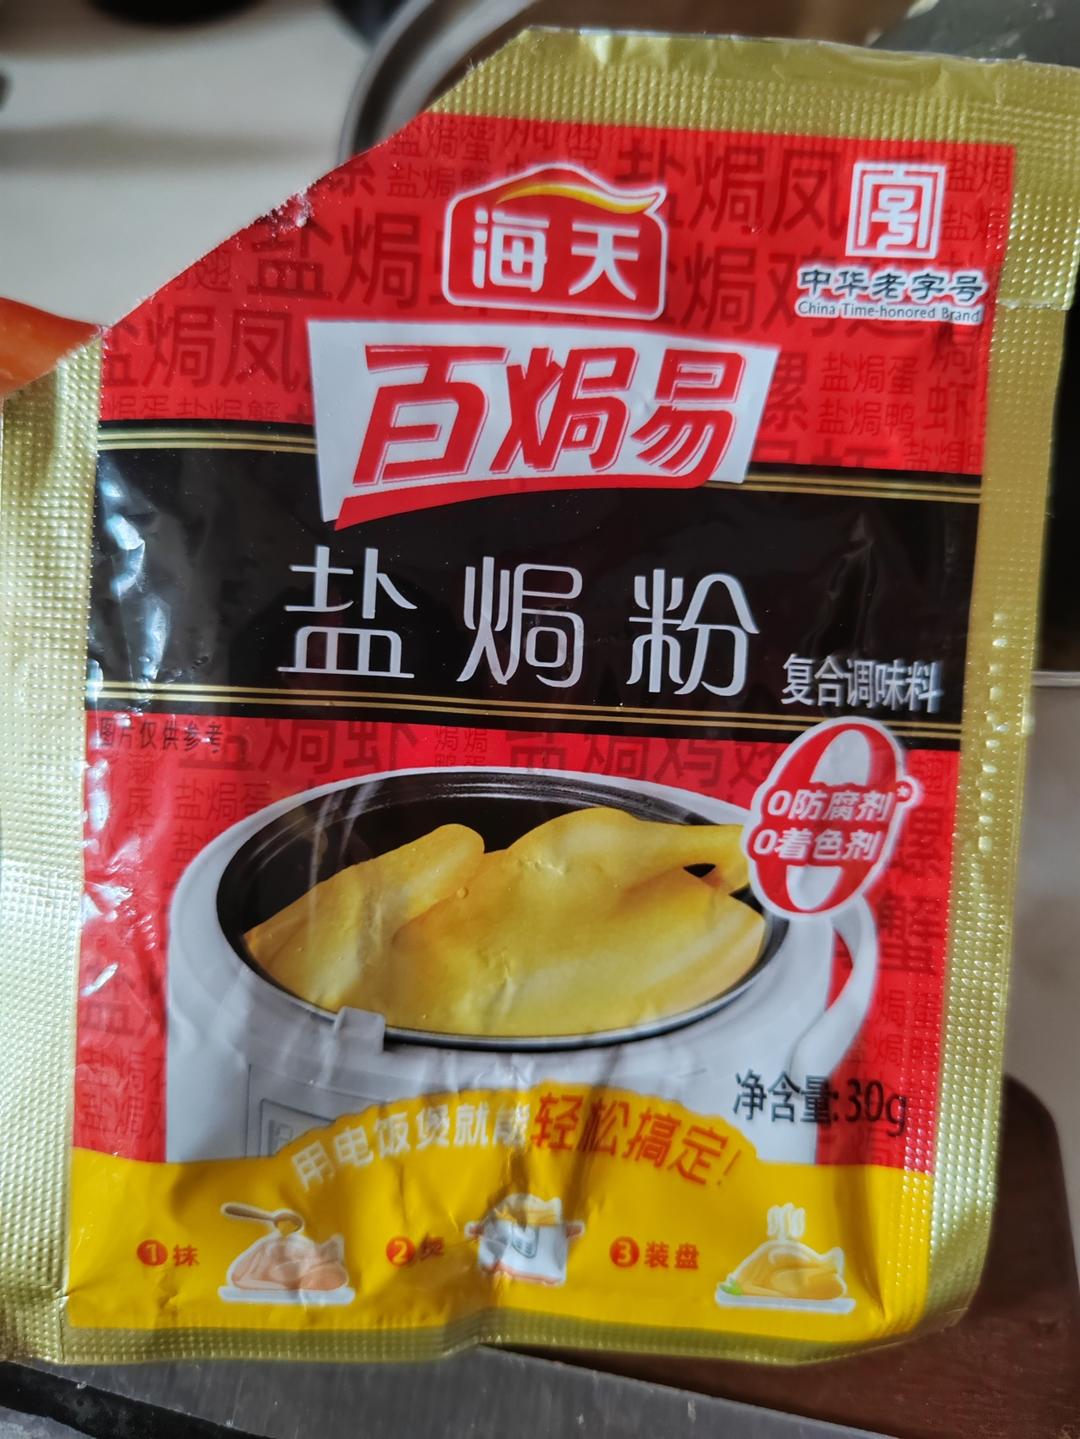 海天
中华老字号
China Time-honored Brand
百焗易
盐焗粉
复合调味料
图片仅供参考
0防腐剂*
0着色剂
净含量:30g
用电饭煲就能轻松搞定!
1抹
2煲
3装盘